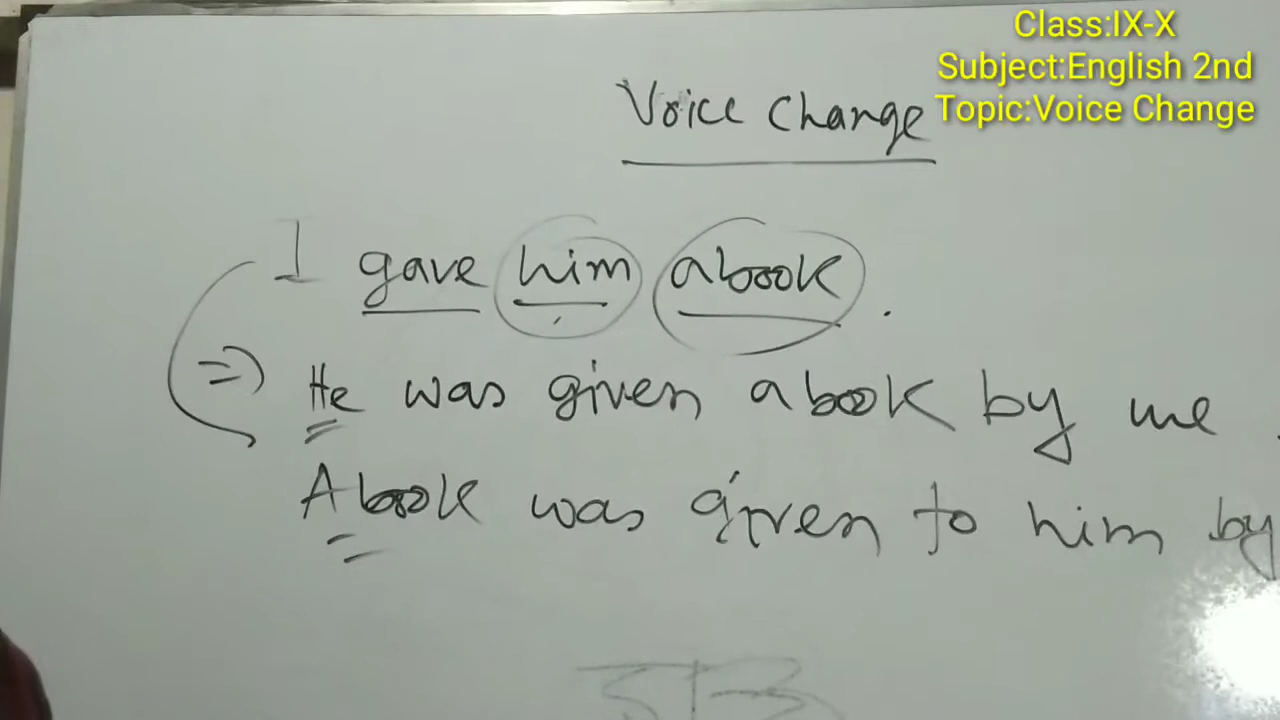 Class:IX-X
Subject:English 2nd
Topic:Voice Change
Voice Change
I gave him a book .
=) He was given a book by me .
A book was given to him by